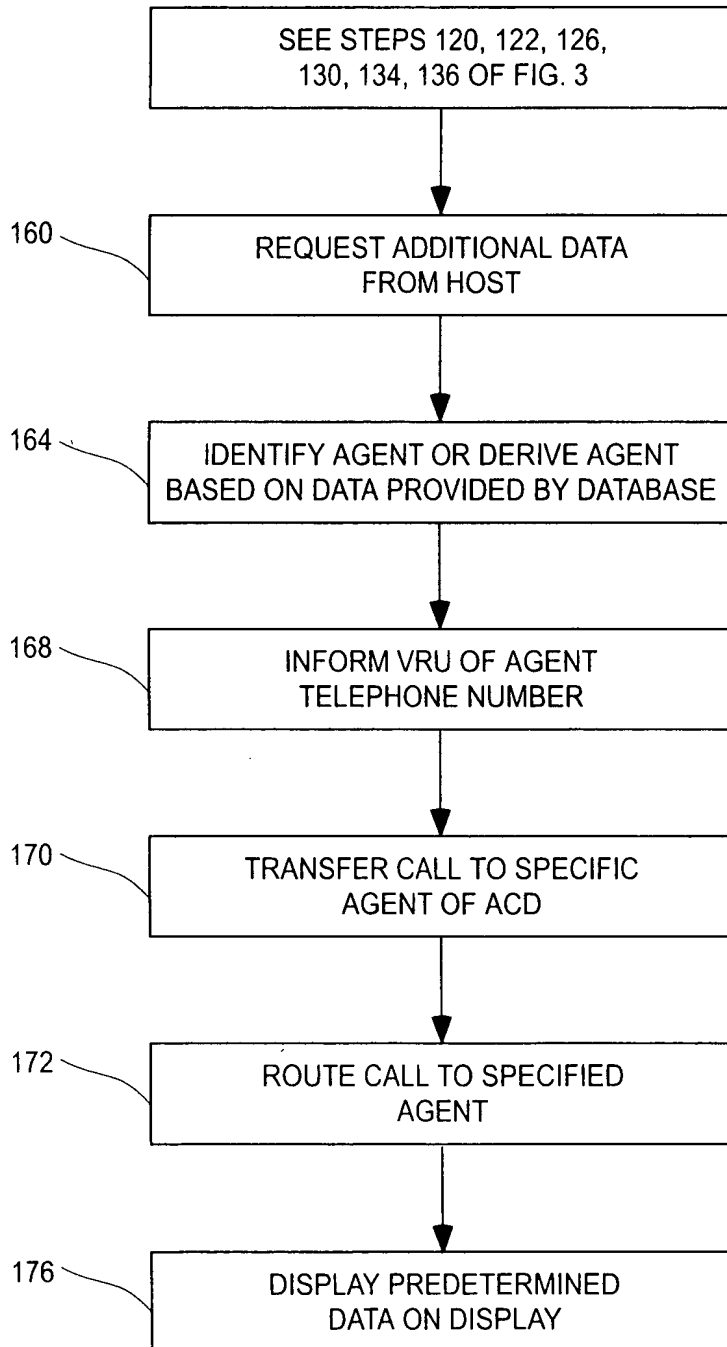 SEE STEPS 120, 122, 126,
130, 134, 136 OF FIG. 3
160
REQUEST ADDITIONAL DATA
FROM HOST
164
IDENTIFY AGENT OR DERIVE AGENT
BASED ON DATA PROVIDED BY DATABASE
168
INFORM VRU OF AGENT
TELEPHONE NUMBER
170
TRANSFER CALL TO SPECIFIC
AGENT OF ACD
172
ROUTE CALL TO SPECIFIED
AGENT
176
DISPLAY PREDETERMINED
DATA ON DISPLAY